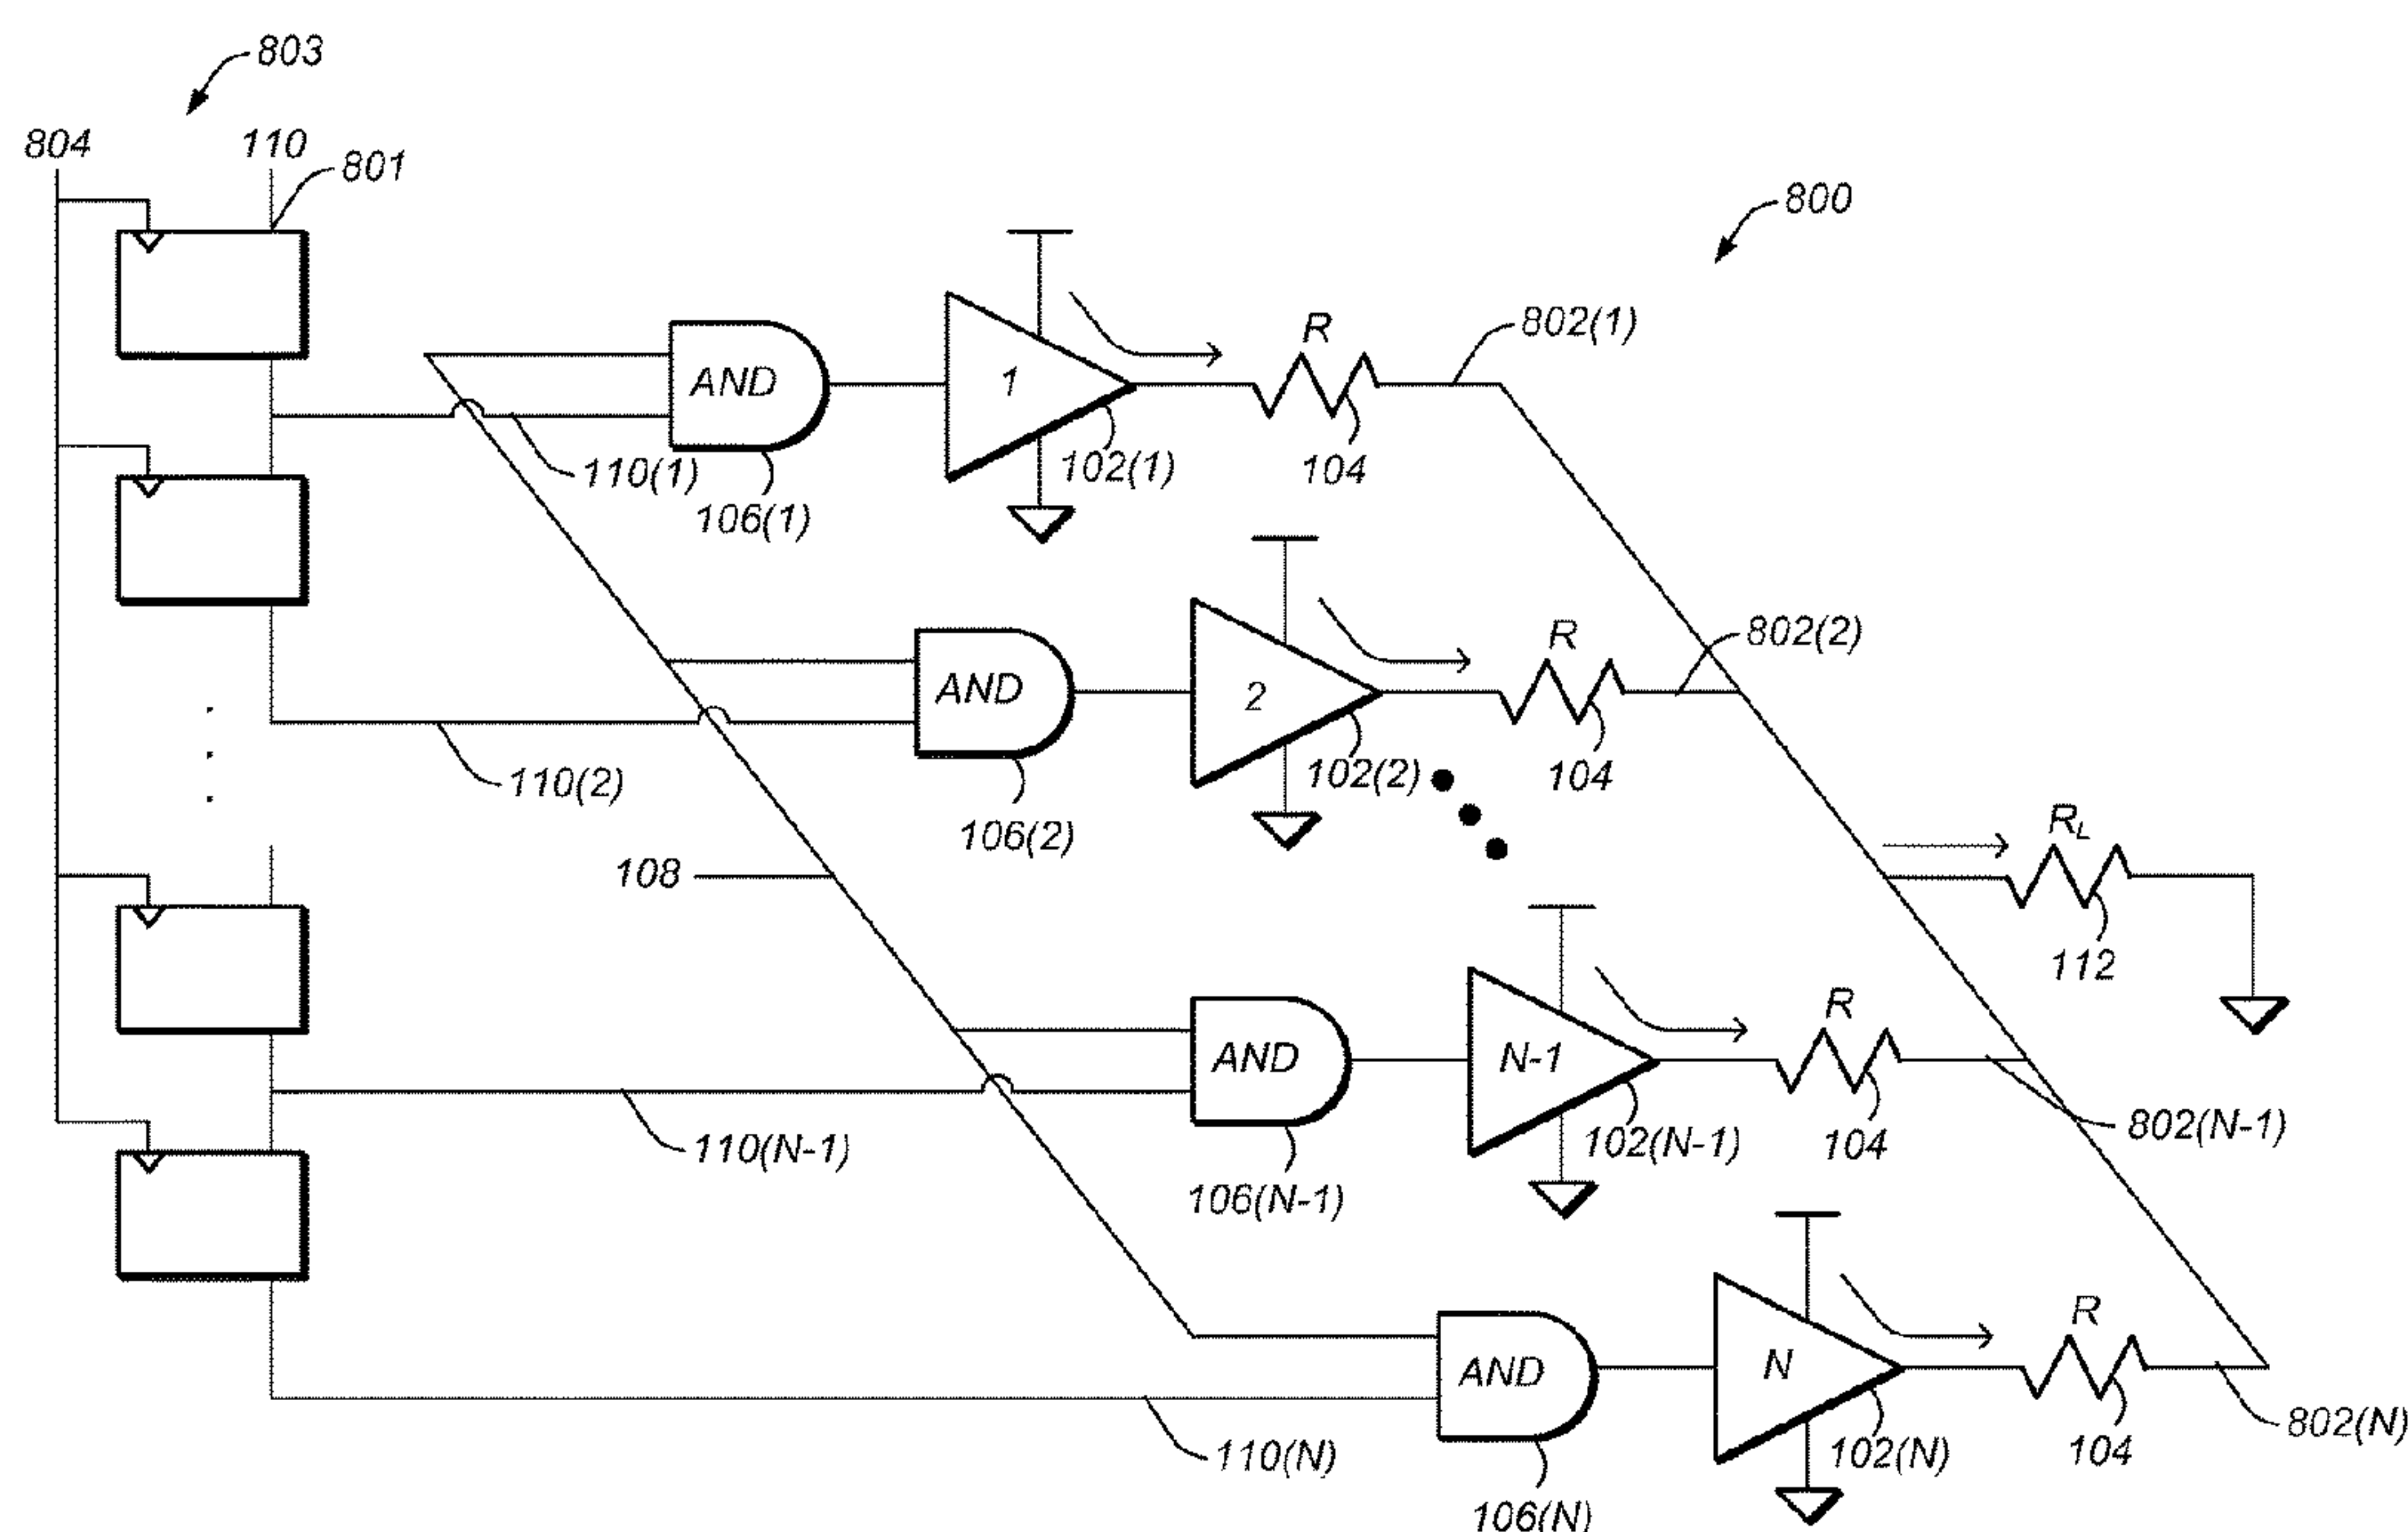 803
804
110
801
800
R
802(1)
AND
1
110(1)
102(1)
104
106(1)
R
802(2)
AND
2
110(2)
102(2)
104
106(2)
108
R_L
112
R
AND
N-1
110(N-1)
102(N-1)
104
802(N-1)
106(N-1)
R
AND
N
110(N)
102(N)
104
802(N)
106(N)